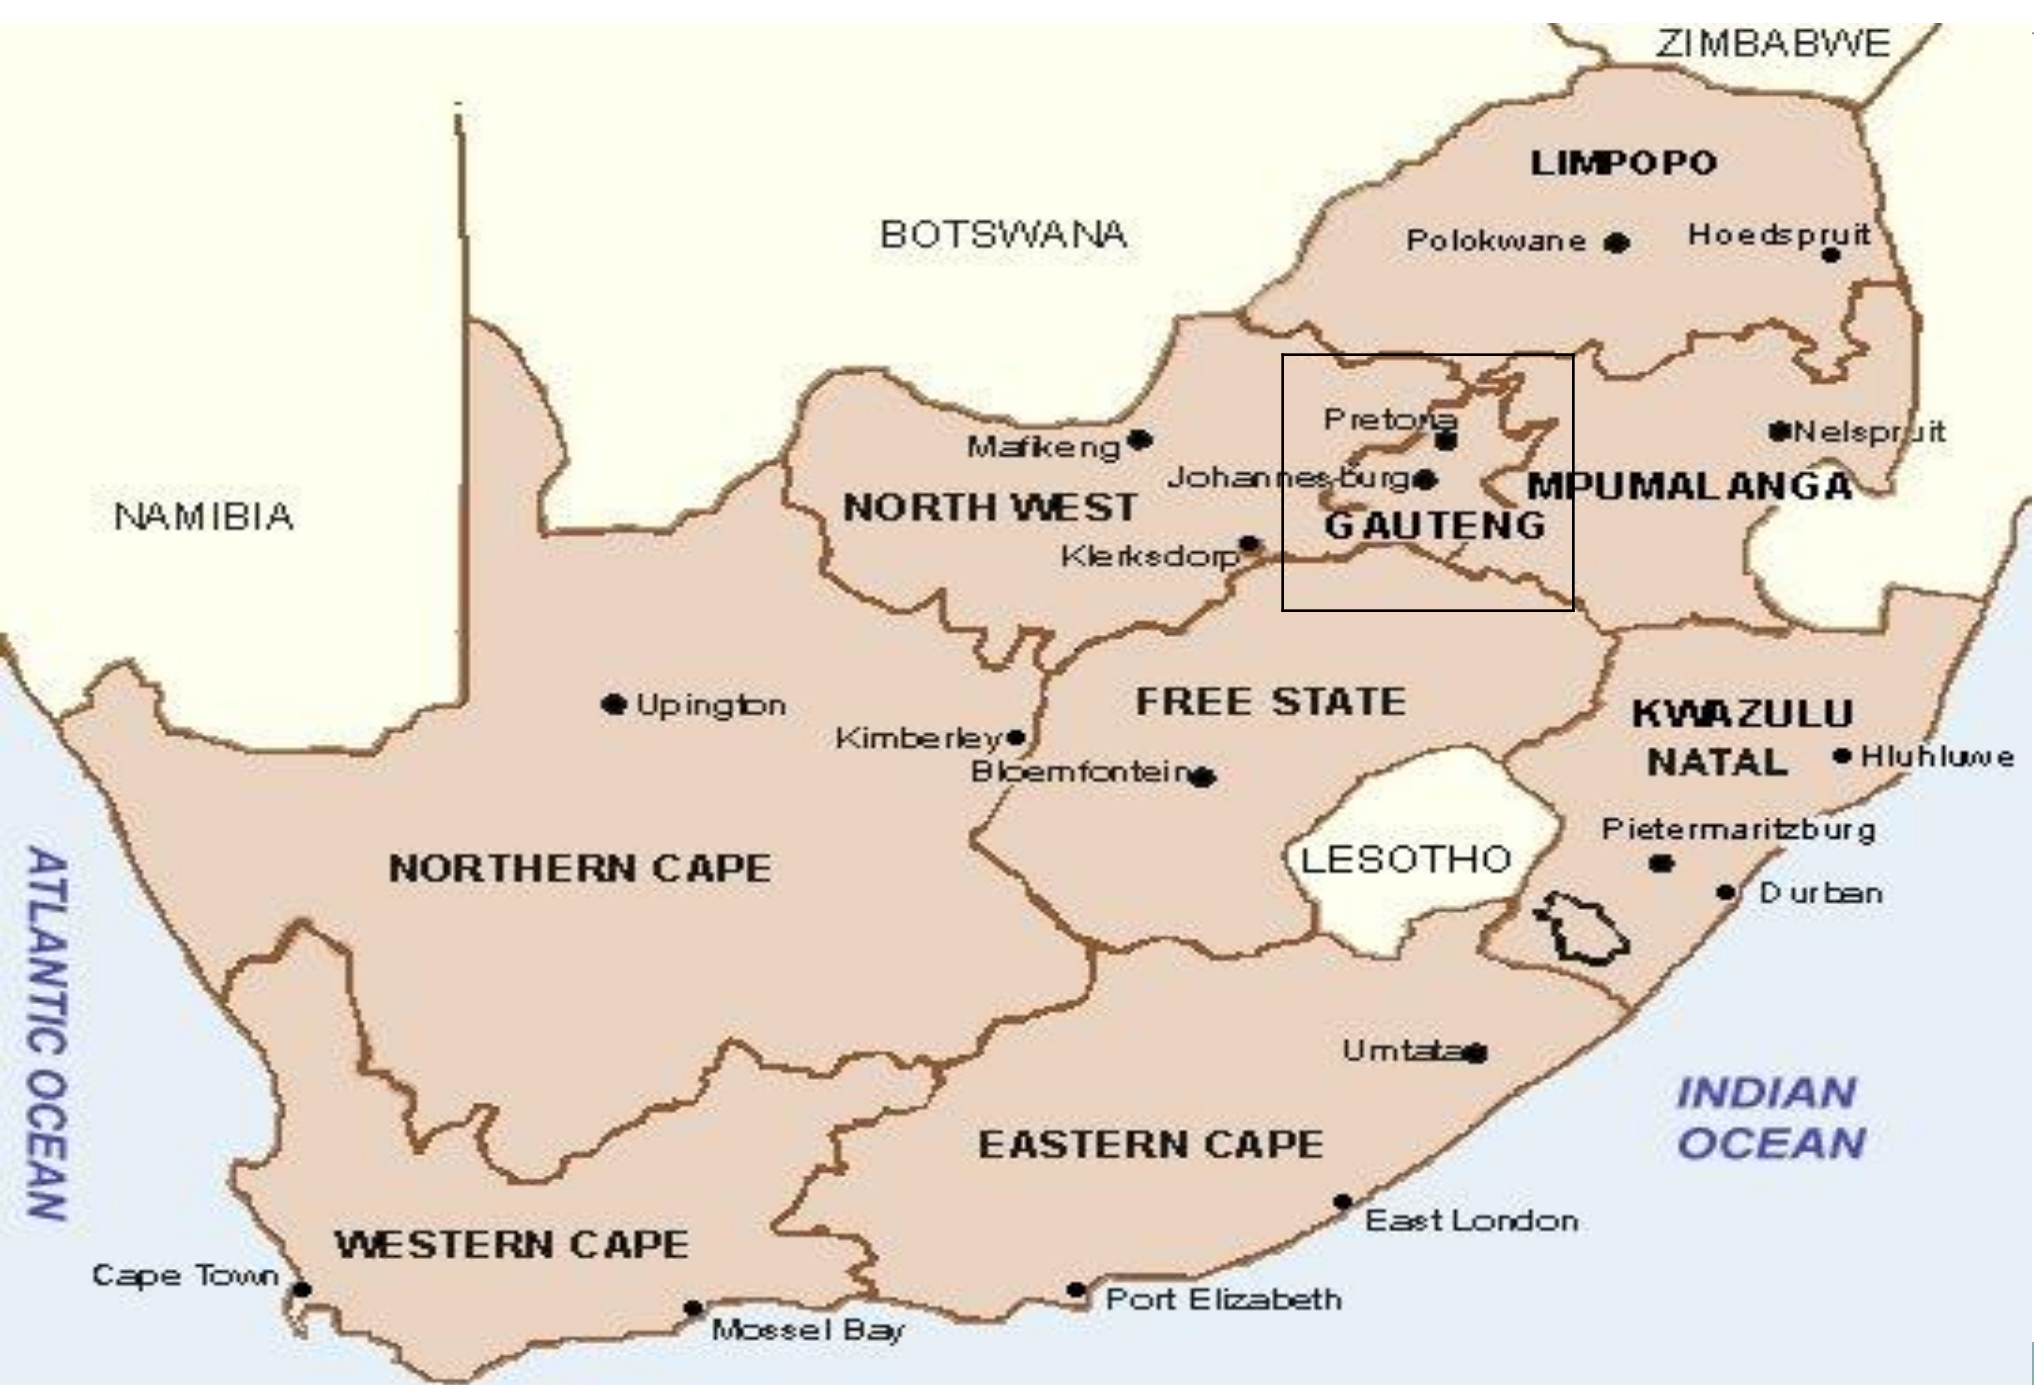 ZIMBABWE
LIMPOPO
BOTSWANA
Polokwane
Hoedspruit
Pretoria
Mafikeng
Nelspruit
Johannesburg
MPUMALANGA
NORTH WEST
NAMIBIA
GAUTENG
Klerksdorp
Upington
FREE STATE
KWAZULU
NATAL
Kimberley
Hluhluwe
Bloemfontein
Pietermaritzburg
LESOTHO
NORTHERN CAPE
Durban
ATLANTIC OCEAN
Umtata
INDIAN
OCEAN
EASTERN CAPE
East London
WESTERN CAPE
Cape Town
Port Elizabeth
Mossel Bay